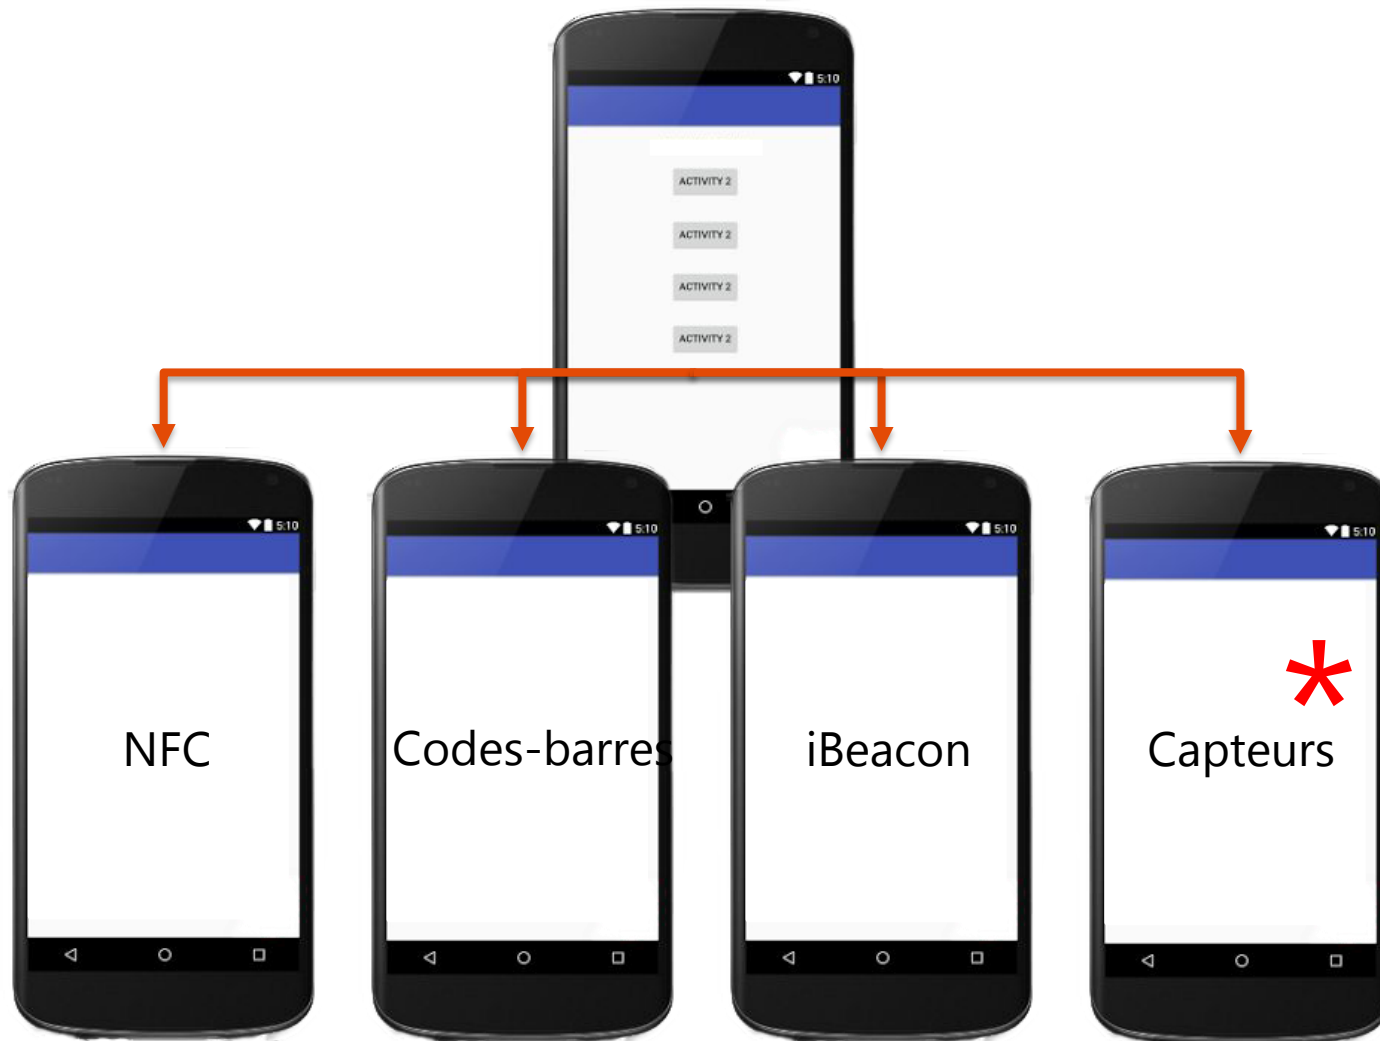 5:10
ACTIVITY 2
ACTIVITY 2
ACTIVITY 2
ACTIVITY 2
5:10
5:10
5:10
5:10
NFC
Codes-barres
iBeacon
*
Capteurs